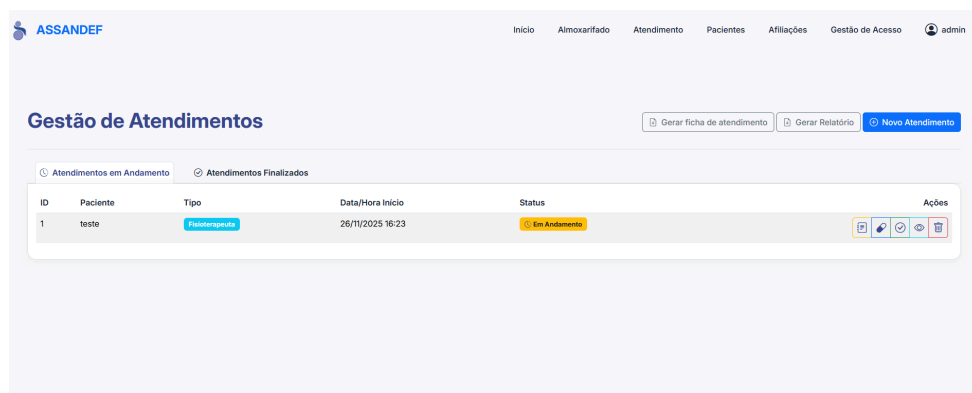 ASSANDEF Início Almoxarifado Atendimento Pacientes Afiliações Gestão de Acesso admin
Gestão de Atendimentos Gerar ficha de atendimento Gerar Relatório Novo Atendimento
Atendimentos em Andamento Atendimentos Finalizados
ID Paciente Tipo Data/Hora Início Status Ações
1 teste Fisioterapeuta 26/11/2025 16:23 Em Andamento